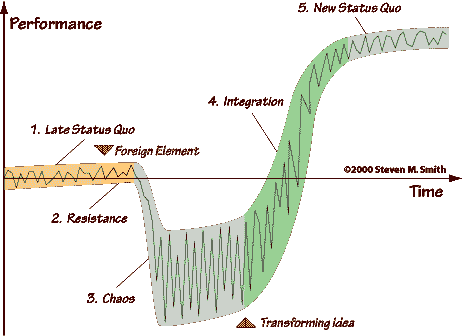 5. New Status Quo
Performance
4. Integration
1. Late Status Quo
Foreign Element
©2000 Steven M. Smith
Time
2. Resistance
3. Chaos
Transforming idea